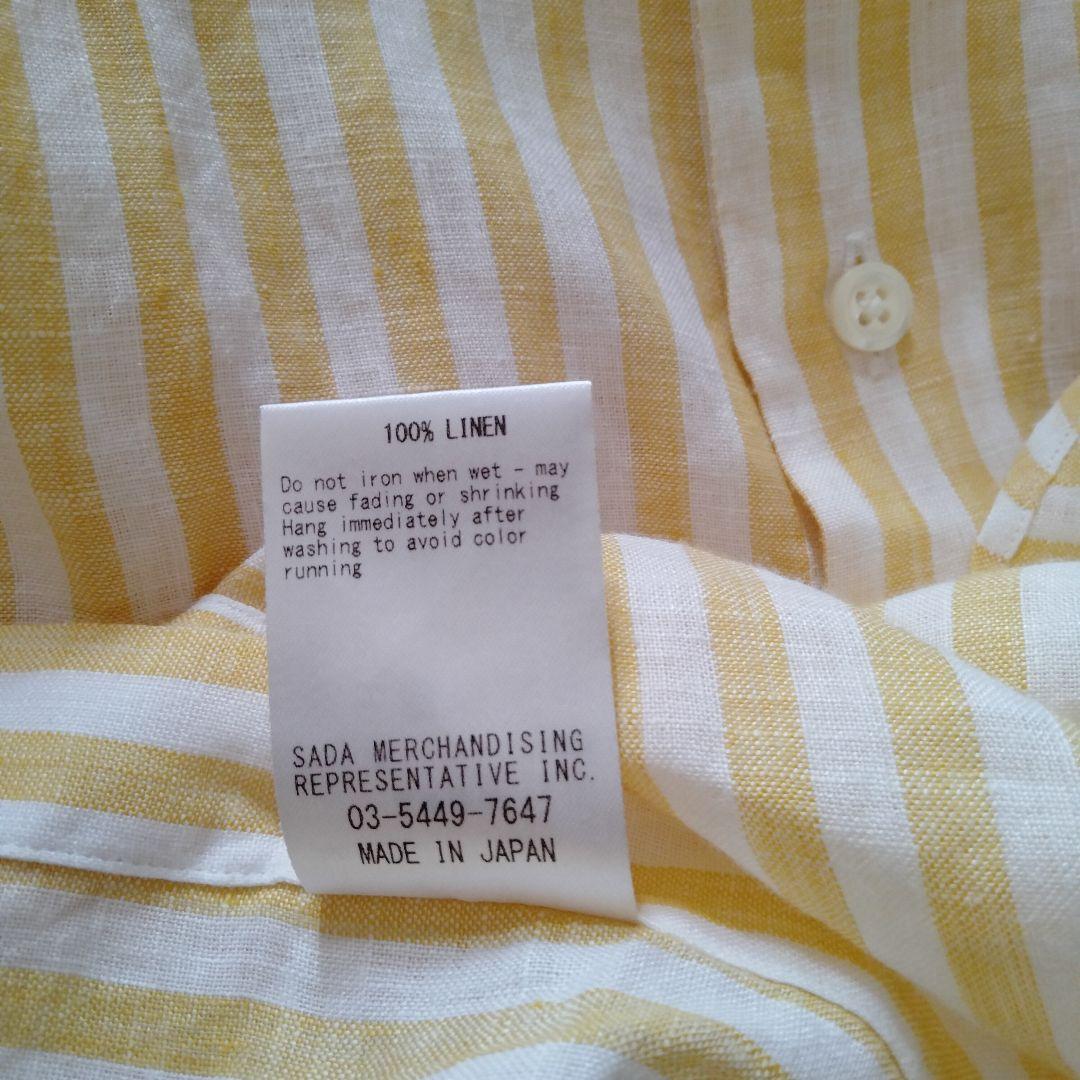 100% LINEN
Do not iron when wet - may
cause fading or shrinking
Hang immediately after
washing to avoid color
running
SADA MERCHANDISING
REPRESENTATIVE INC.
03-5449-7647
MADE IN JAPAN